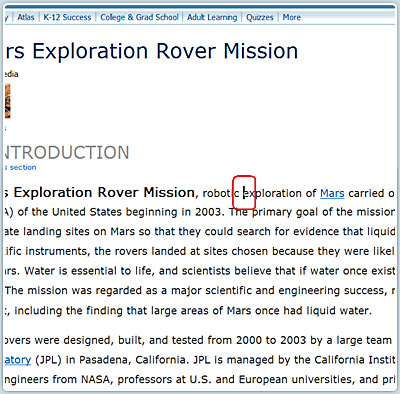 y | Atlas | K-12 Success | College & Grad School | Adult Learning | Quizzes | More
rs Exploration Rover Mission
edia
s
NTRODUCTION
is section
s Exploration Rover Mission, robotic exploration of Mars carried o
A) of the United States beginning in 2003. The primary goal of the mission
ate landing sites on Mars so that they could search for evidence that liquid
ific instruments, the rovers landed at sites chosen because they were likel
ars. Water is essential to life, and scientists believe that if water once exist
The mission was regarded as a major scientific and engineering success, r
t, including the finding that large areas of Mars once had liquid water.
overs were designed, built, and tested from 2000 to 2003 by a large team
atory (JPL) in Pasadena, California. JPL is managed by the California Instit
ngineers from NASA, professors at U.S. and European universities, and pri